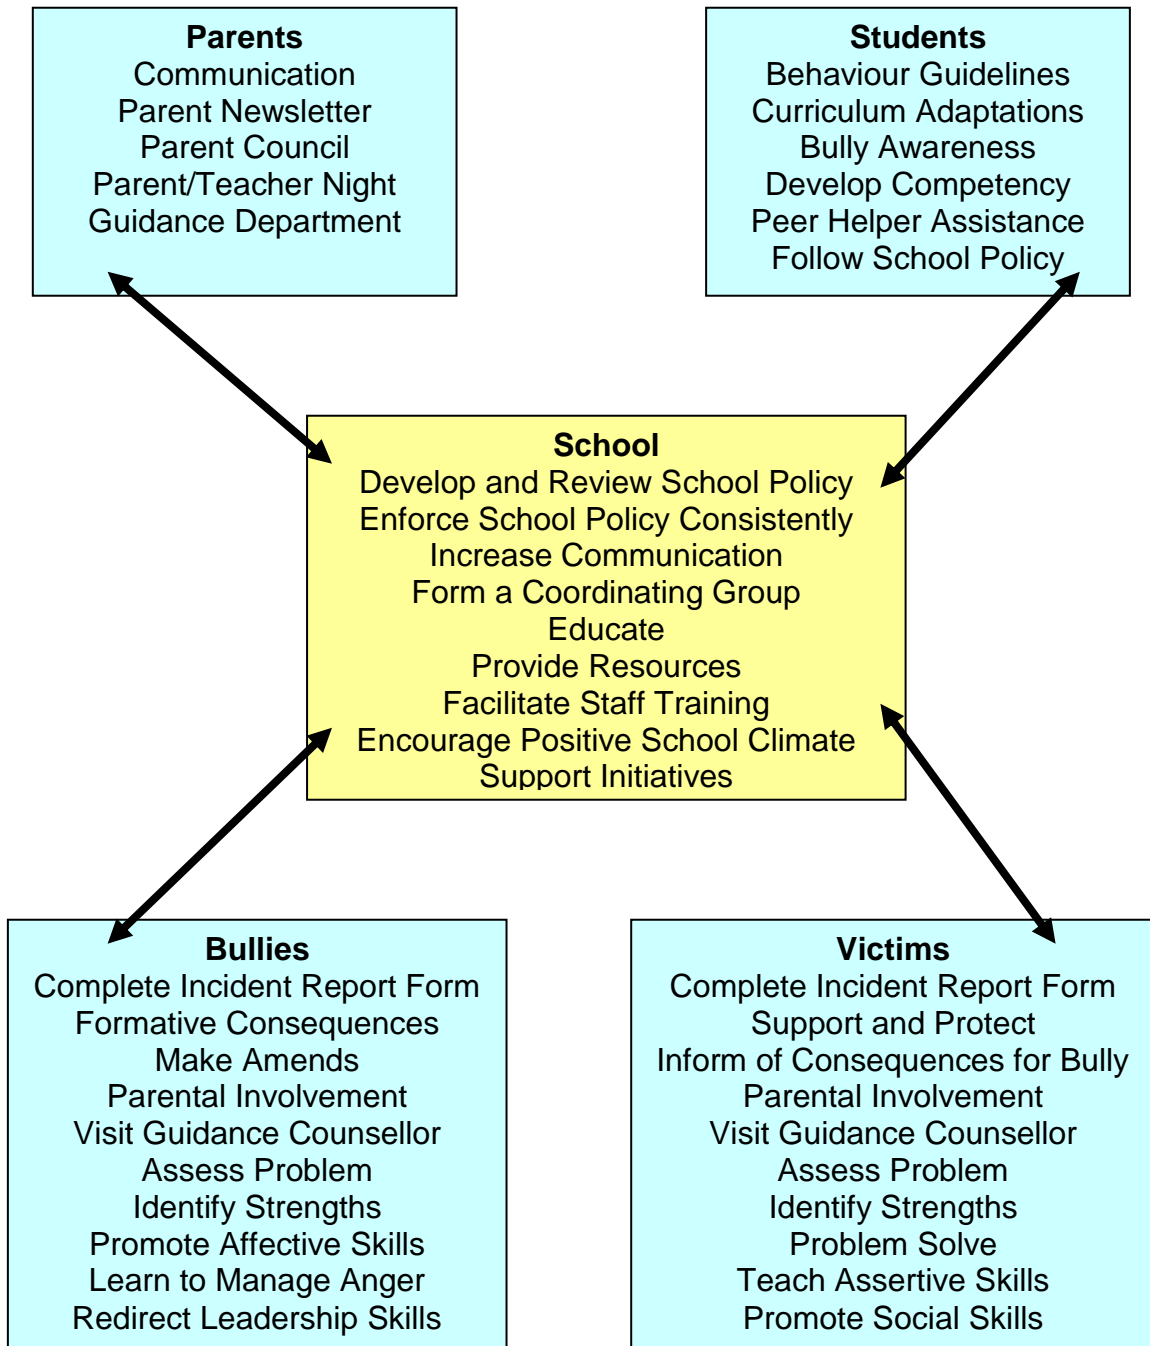 Parents
Communication
Parent Newsletter
Parent Council
Parent/Teacher Night
Guidance Department
Students
Behaviour Guidelines
Curriculum Adaptations
Bully Awareness
Develop Competency
Peer Helper Assistance
Follow School Policy
School
Develop and Review School Policy
Enforce School Policy Consistently
Increase Communication
Form a Coordinating Group
Educate
Provide Resources
Facilitate Staff Training
Encourage Positive School Climate
Support Initiatives
Bullies
Complete Incident Report Form
Formative Consequences
Make Amends
Parental Involvement
Visit Guidance Counsellor
Assess Problem
Identify Strengths
Promote Affective Skills
Learn to Manage Anger
Redirect Leadership Skills
Victims
Complete Incident Report Form
Support and Protect
Inform of Consequences for Bully
Parental Involvement
Visit Guidance Counsellor
Assess Problem
Identify Strengths
Problem Solve
Teach Assertive Skills
Promote Social Skills